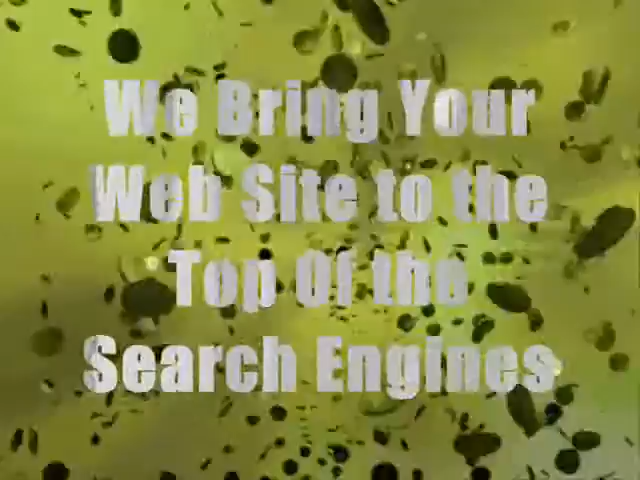 We Bring Your
Web Site to the
Top Of the
Search Engines